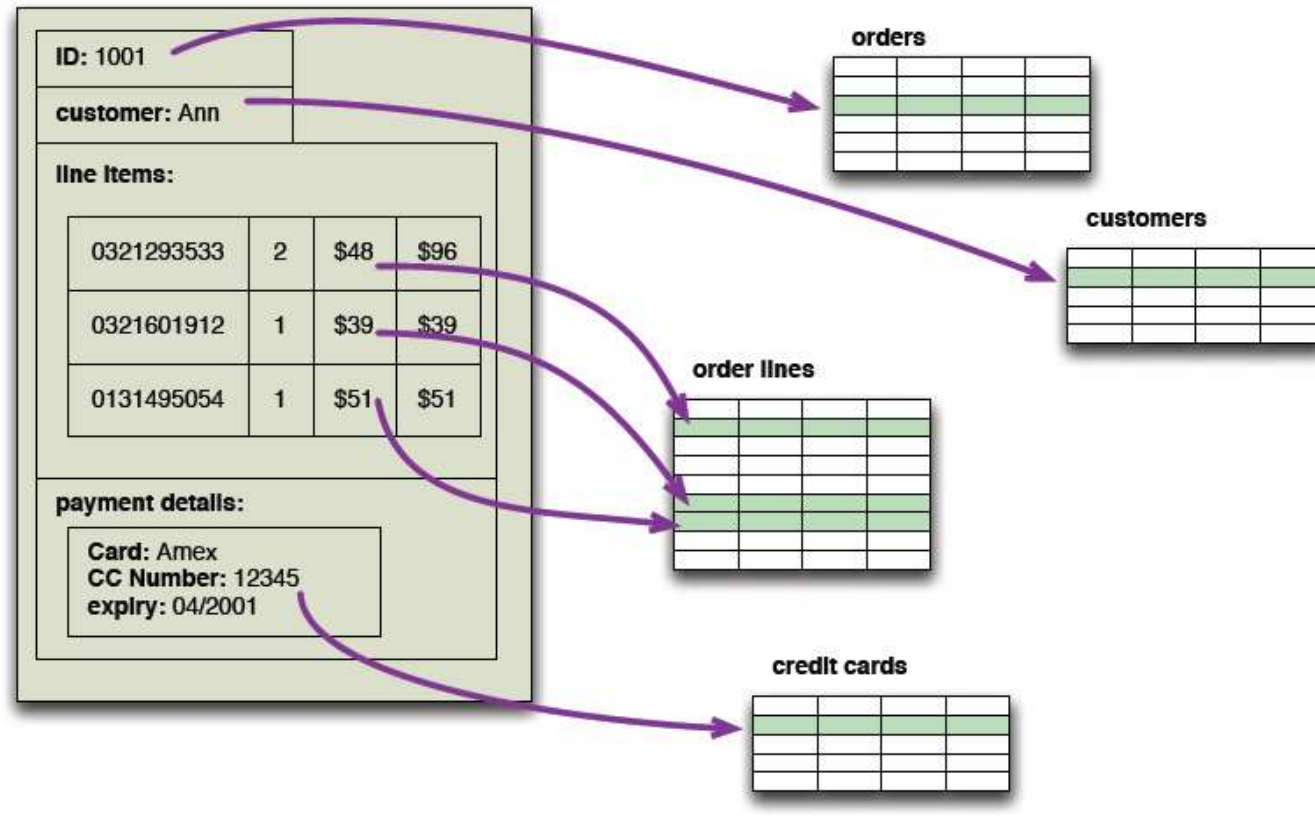 ID: 1001
customer: Ann
line items:
0321293533 2 $48 $96
0321601912 1 $39 $39
0131495054 1 $51 $51
payment details:
Card: Amex
CC Number: 12345
expiry: 04/2001
orders
customers
order lines
credit cards